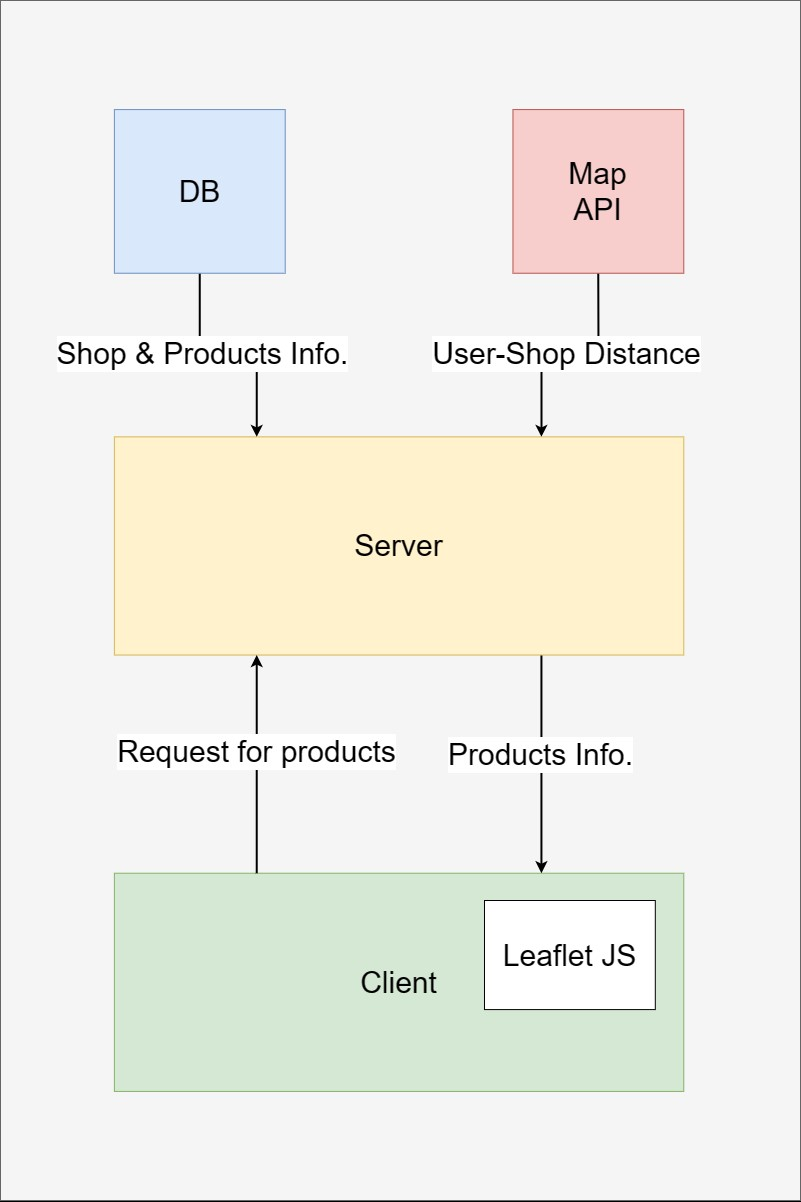 DB
Map
API
Shop & Products Info.
User-Shop Distance
Server
Request for products
Products Info.
Leaflet JS
Client